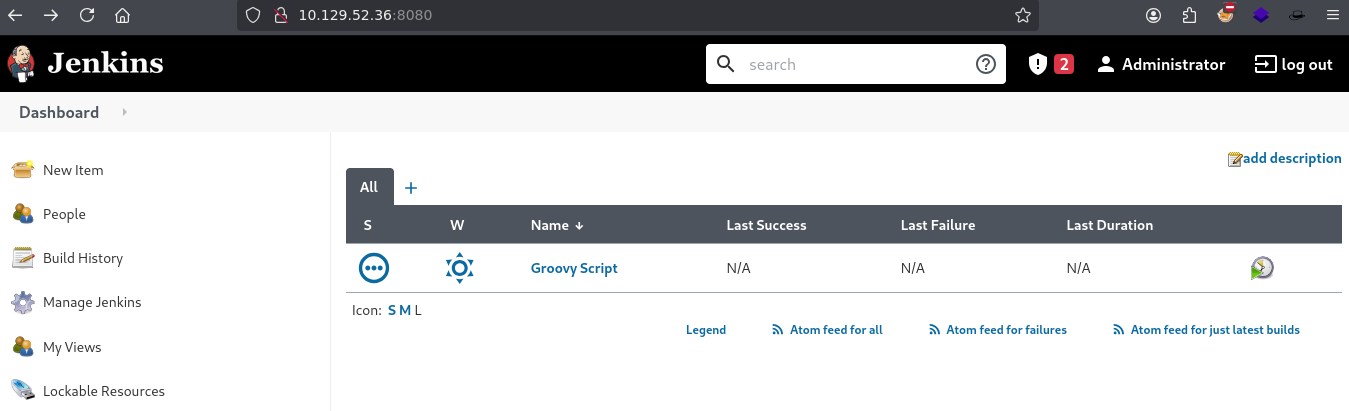 10.129.52.36:8080
Jenkins
search
2
Administrator
log out
Dashboard
New Item
People
Build History
Manage Jenkins
My Views
Lockable Resources
add description
All +
S W Name ↓ Last Success Last Failure Last Duration
Groovy Script N/A N/A N/A
Icon: S M L
Legend Atom feed for all Atom feed for failures Atom feed for just latest builds